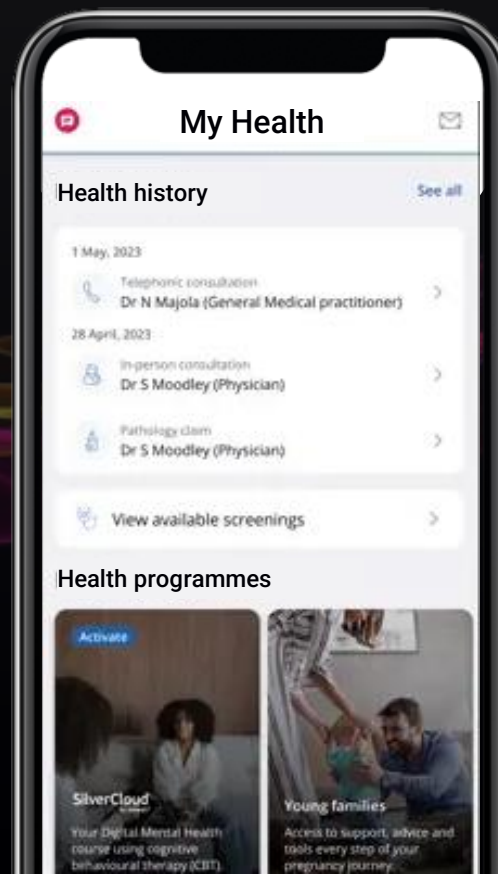 My Health
Health history
See all
1 May, 2023
Telephonic consultation
Dr N Majola (General Medical practitioner)
28 April, 2023
In-person consultation
Dr S Moodley (Physician)
Pathology claim
Dr S Moodley (Physician)
View available screenings
Health programmes
Activate
SilverCloud
Your Digital Mental Health
course using cognitive
behavioural therapy (CBT).
Young families
Access to support, advice and
tools every step of your
pregnancy journey.